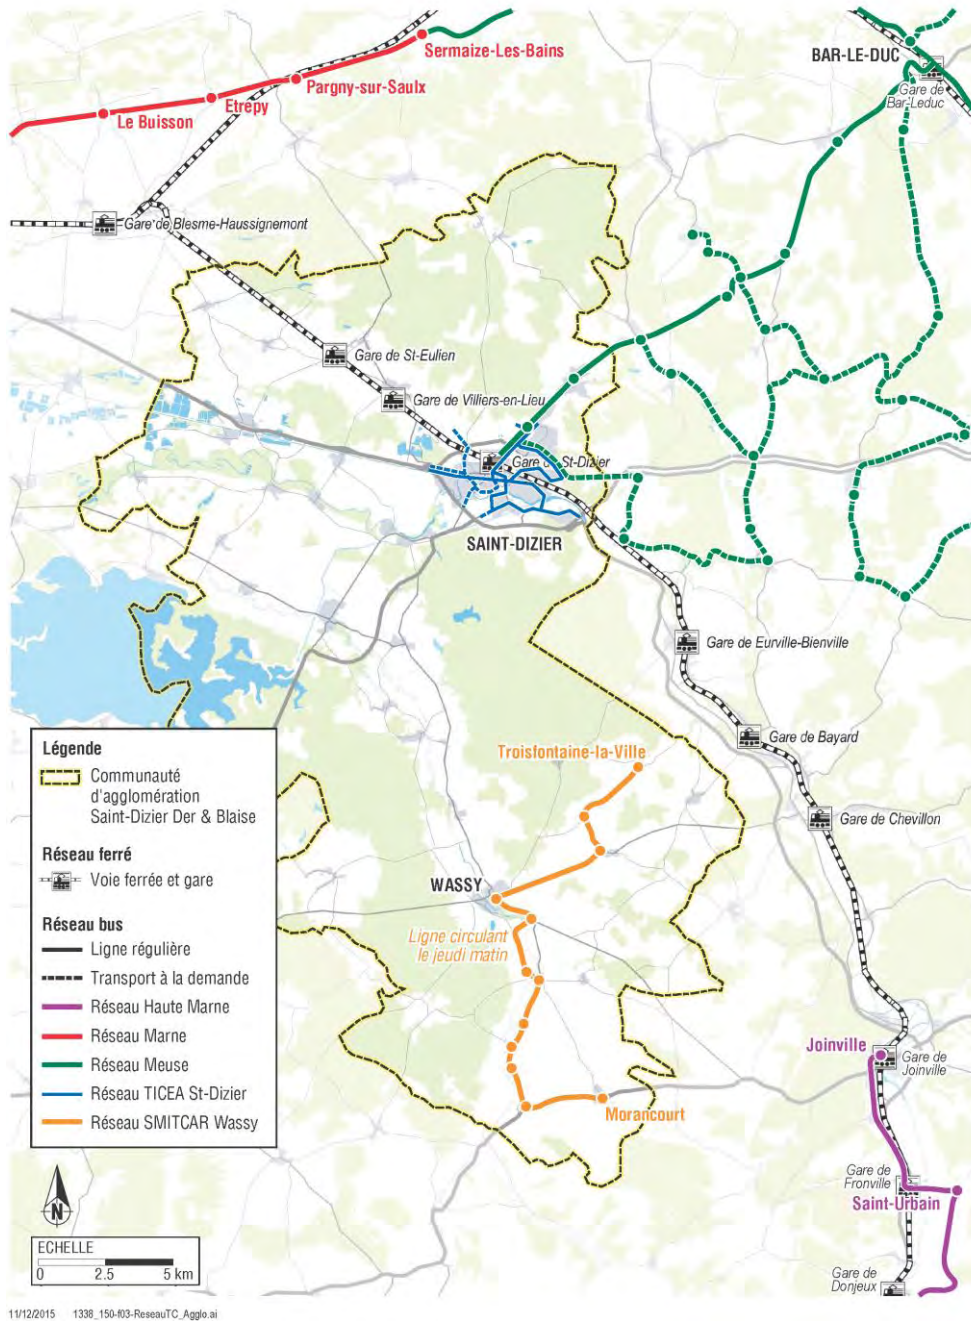 Sermaize-Les-Bains
BAR-LE-DUC
Pargny-sur-Saulx
Gare de
Bar-Leduc
Etrepy
Le Buisson
Gare de Blesme-Haussignemont
Gare de St-Eulien
Gare de Villiers-en-Lieu
Gare de St-Dizier
SAINT-DIZIER
Gare de Eurville-Bienville
Gare de Bayard
Troisfontaine-la-Ville
Gare de Chevillon
WASSY
Ligne circulant
le jeudi matin
Joinville
Gare de
Joinville
Morancourt
Gare de
Fronville
Saint-Urbain
Gare de
Donjeux
Légende
Communauté
d'agglomération
Saint-Dizier Der & Blaise
Réseau ferré
Voie ferrée et gare
Réseau bus
Ligne régulière
Transport à la demande
Réseau Haute Marne
Réseau Marne
Réseau Meuse
Réseau TICEA St-Dizier
Réseau SMITCAR Wassy
N
ECHELLE
0 2.5 5 km
11/12/2015 1338_150-f03-ReseauTC_Agglo.ai